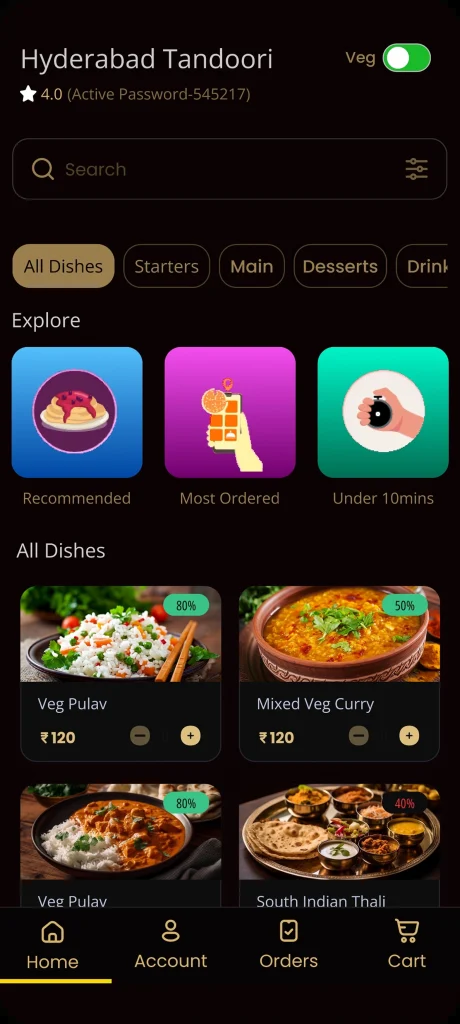 Hyderabad Tandoori
Veg
4.0 (Active Password-545217)
Search
All Dishes
Starters
Main
Desserts
Drink
Explore
Recommended
Most Ordered
Under 10mins
All Dishes
80%
50%
Veg Pulav
Mixed Veg Curry
₹120
₹120
80%
40%
Veg Pulav
South Indian Thali
Home
Account
Orders
Cart